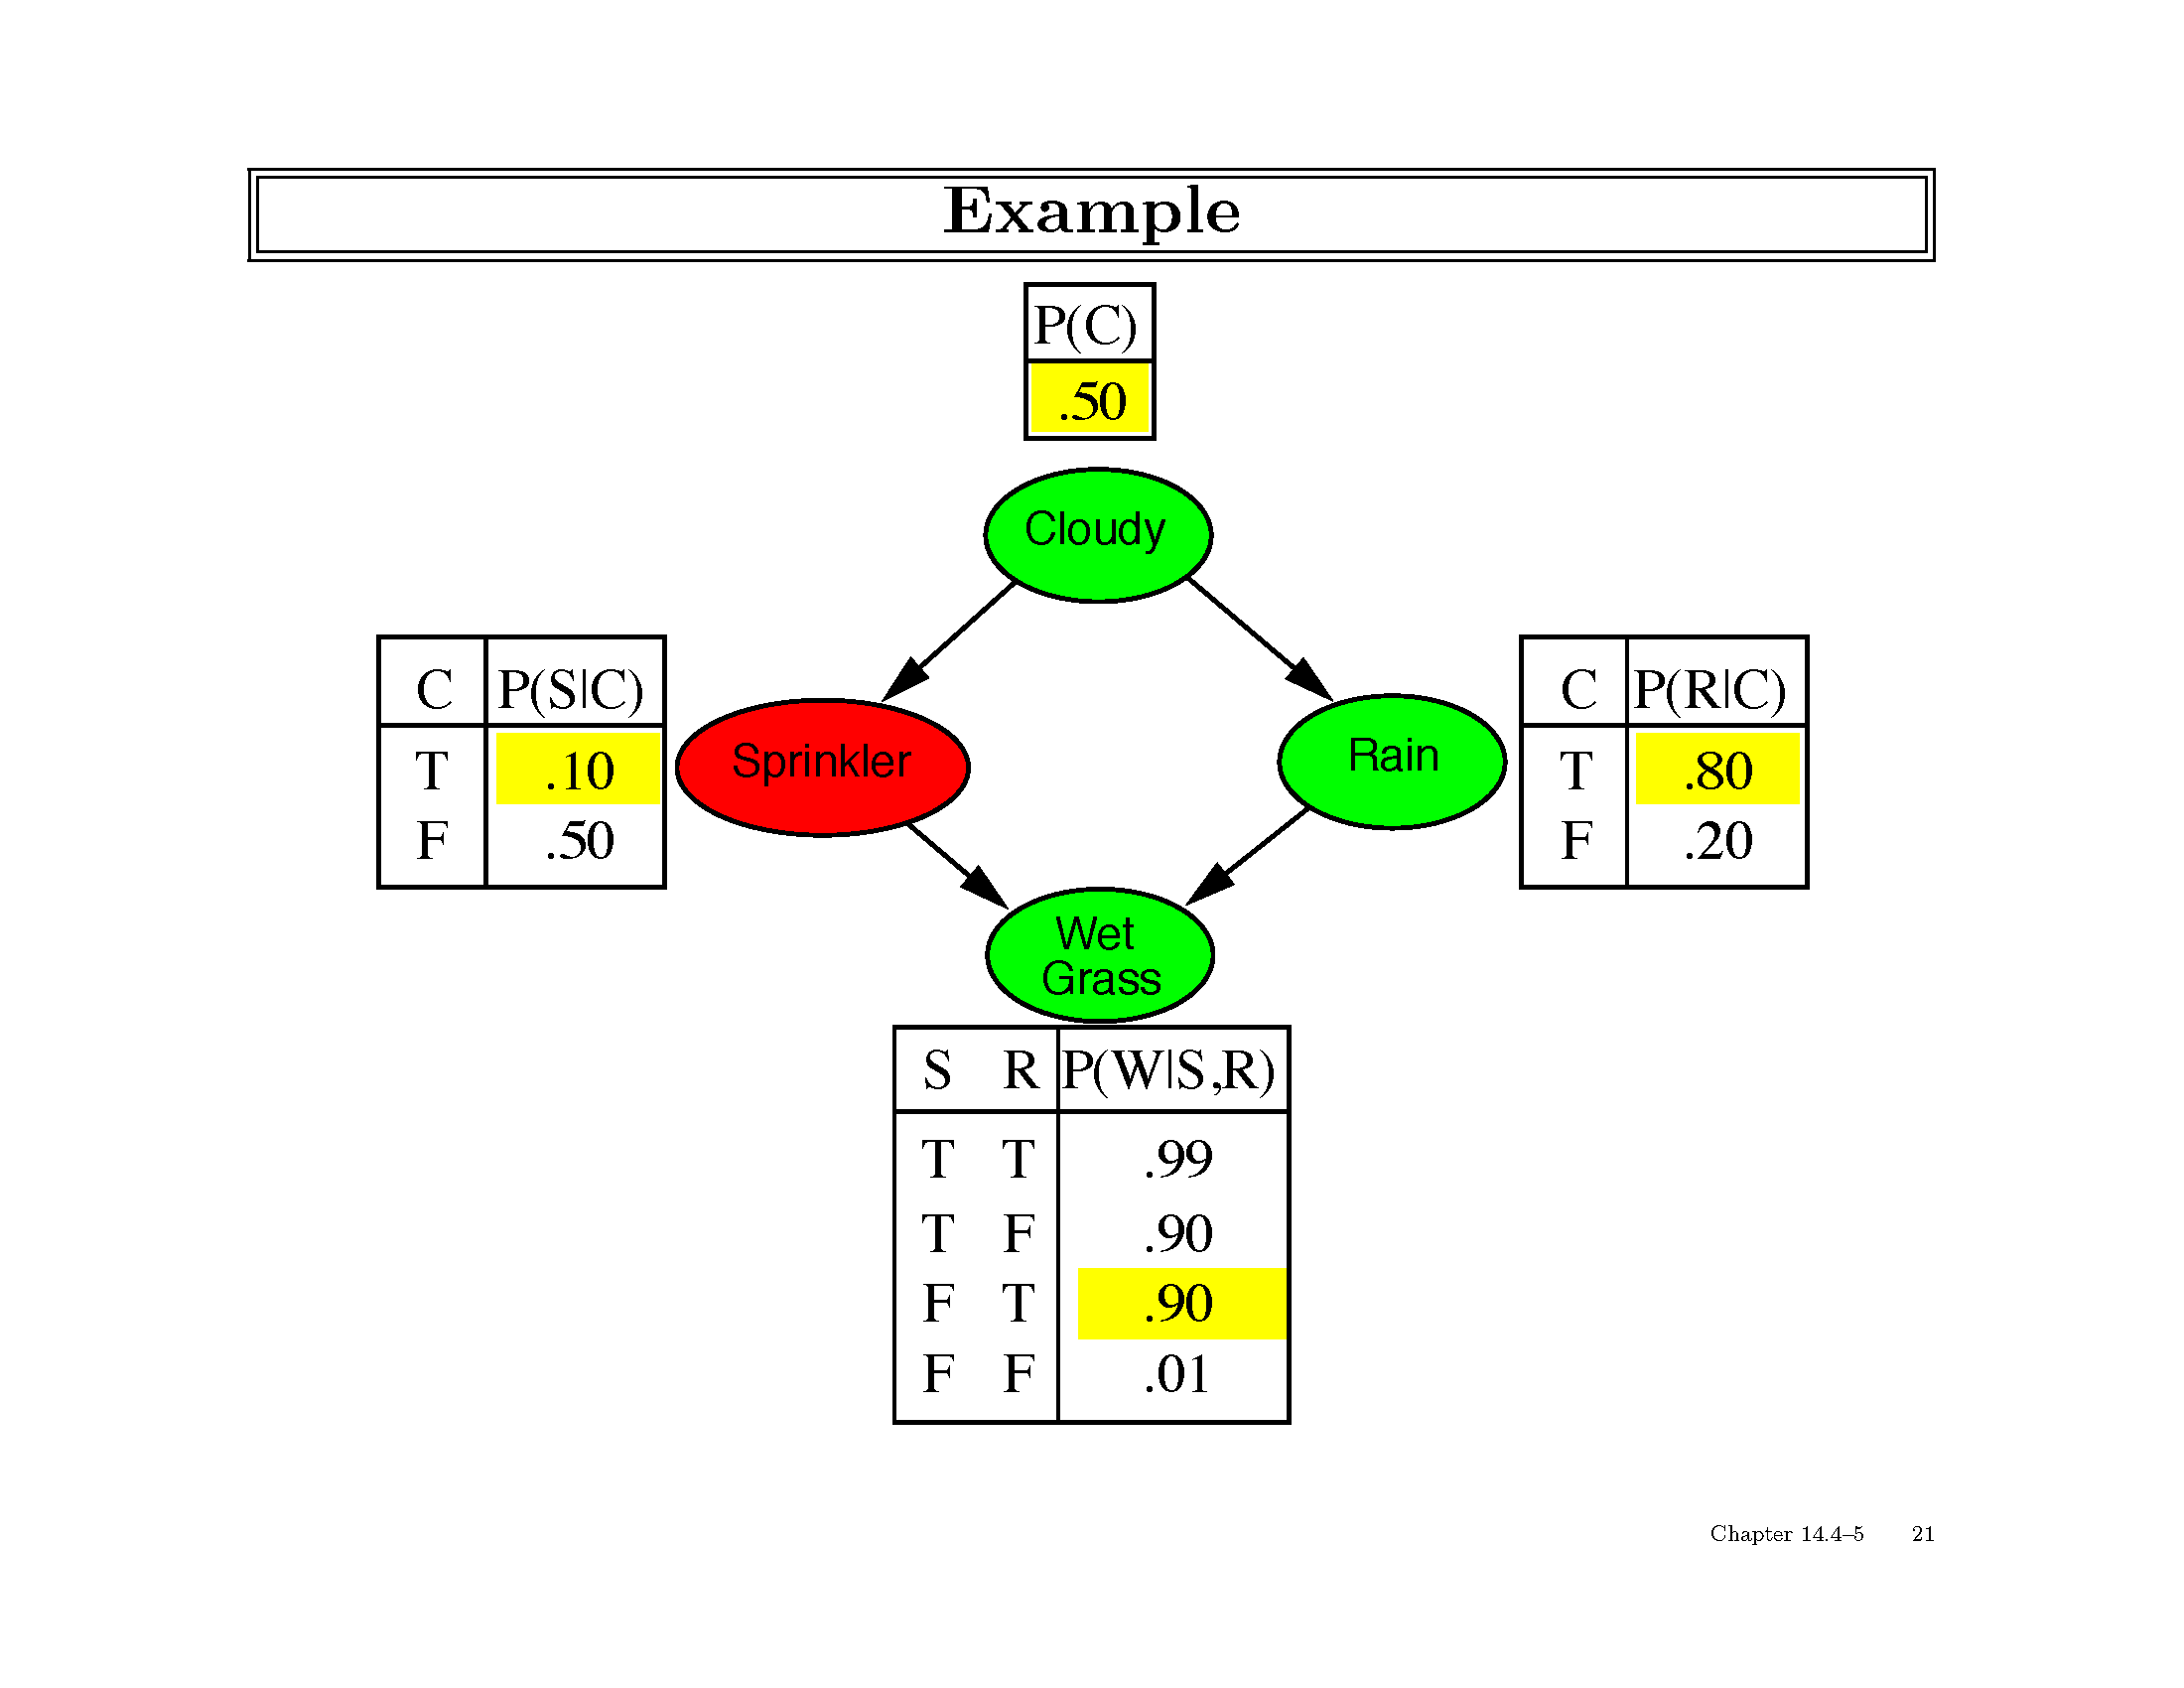 Example
P(C)
.50
Cloudy
C P(S|C)
T .10
F .50
Sprinkler
Rain
C P(R|C)
T .80
F .20
Wet
Grass
S R P(W|S,R)
T T .99
T F .90
F T .90
F F .01
Chapter 14.4–5 21